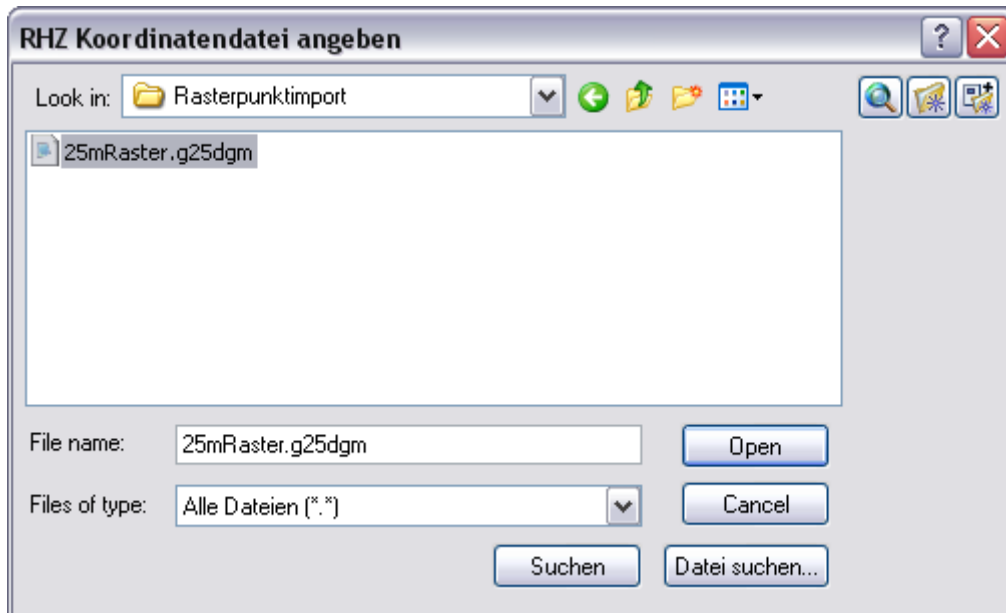 RHZ Koordinatendatei angeben
Look in: Rasterpunktimport
25mRaster.g25dgm
File name: 25mRaster.g25dgm Open
Files of type: Alle Dateien (*.*) Cancel
Suchen Datei suchen...